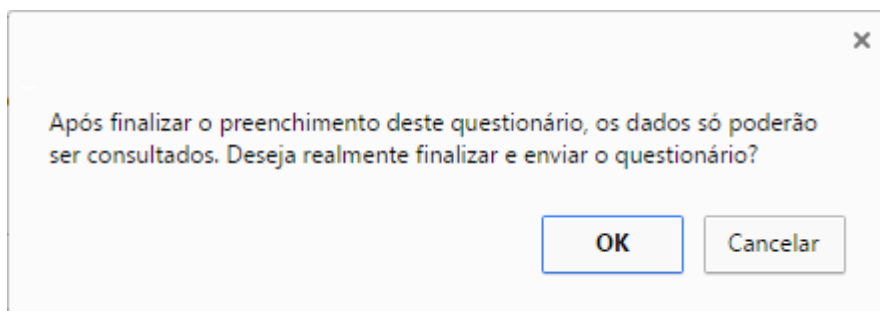 Após finalizar o preenchimento deste questionário, os dados só poderão
ser consultados. Deseja realmente finalizar e enviar o questionário?
OK
Cancelar